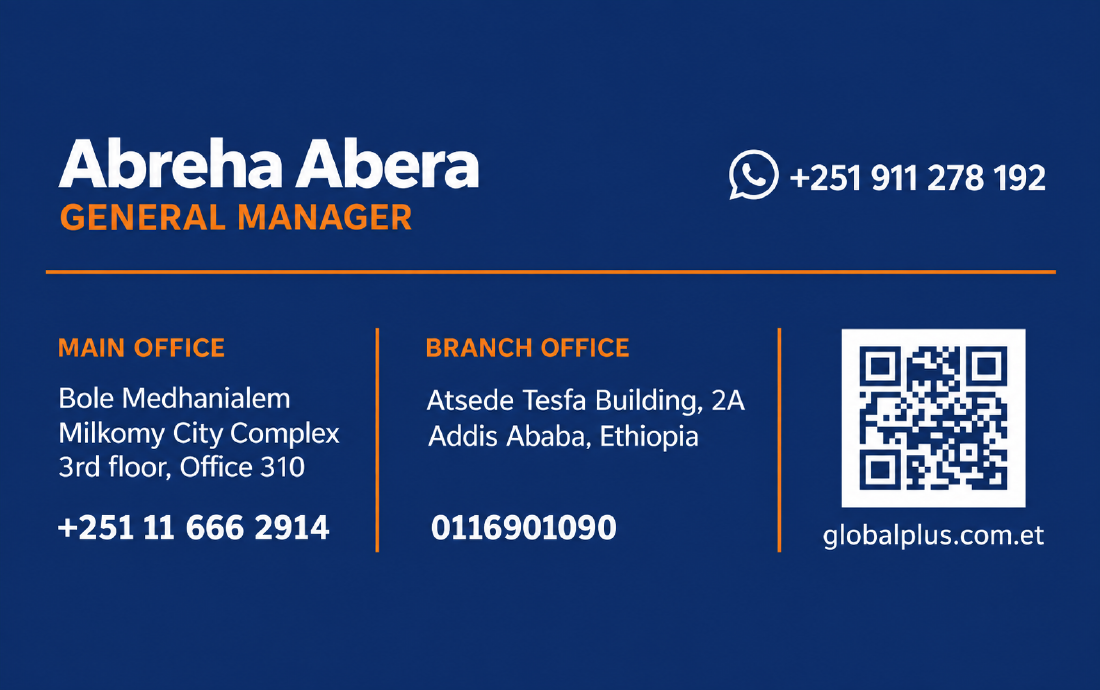 Abreha Abera
GENERAL MANAGER
+251 911 278 192
MAIN OFFICE
Bole Medhanialem
Milkomy City Complex
3rd floor, Office 310
+251 11 666 2914
BRANCH OFFICE
Atsede Tesfa Building, 2A
Addis Ababa, Ethiopia
0116901090
globalplus.com.et